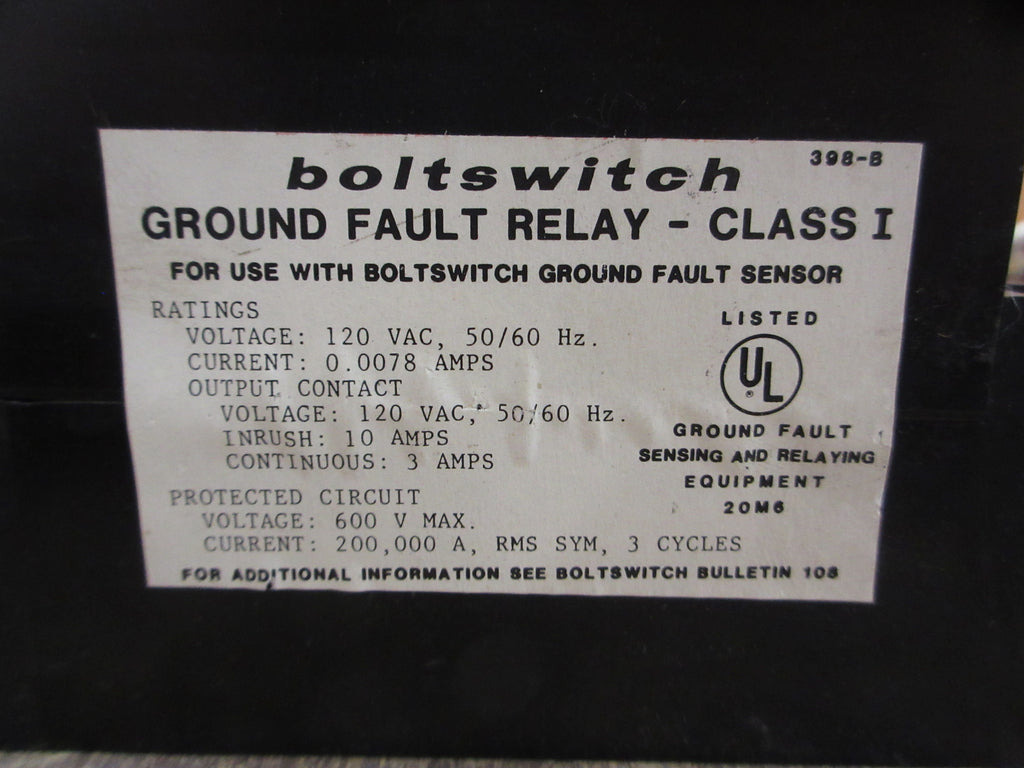 398-B
boltswitch
GROUND FAULT RELAY - CLASS I
FOR USE WITH BOLTSWITCH GROUND FAULT SENSOR
RATINGS
VOLTAGE: 120 VAC, 50/60 Hz.
CURRENT: 0.0078 AMPS
OUTPUT CONTACT
VOLTAGE: 120 VAC, 50/60 Hz.
INRUSH: 10 AMPS
CONTINUOUS: 3 AMPS
PROTECTED CIRCUIT
VOLTAGE: 600 V MAX.
CURRENT: 200,000 A, RMS SYM, 3 CYCLES
LISTED
UL ®
GROUND FAULT
SENSING AND RELAYING
EQUIPMENT
20M6
FOR ADDITIONAL INFORMATION SEE BOLTSWITCH BULLETIN 108